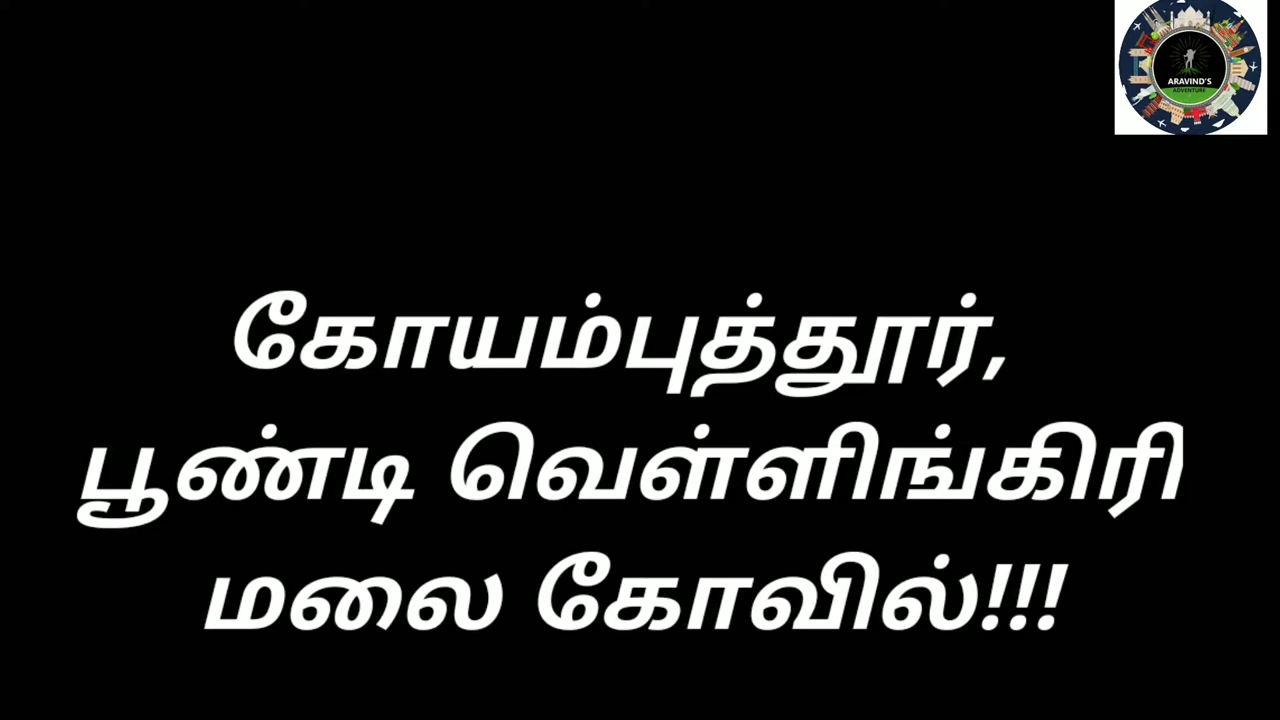 ARAVIND'S
ADVENTURE
கோயம்புத்தூர்,
பூண்டி வெள்ளிங்கிரி
மலை கோவில்!!!